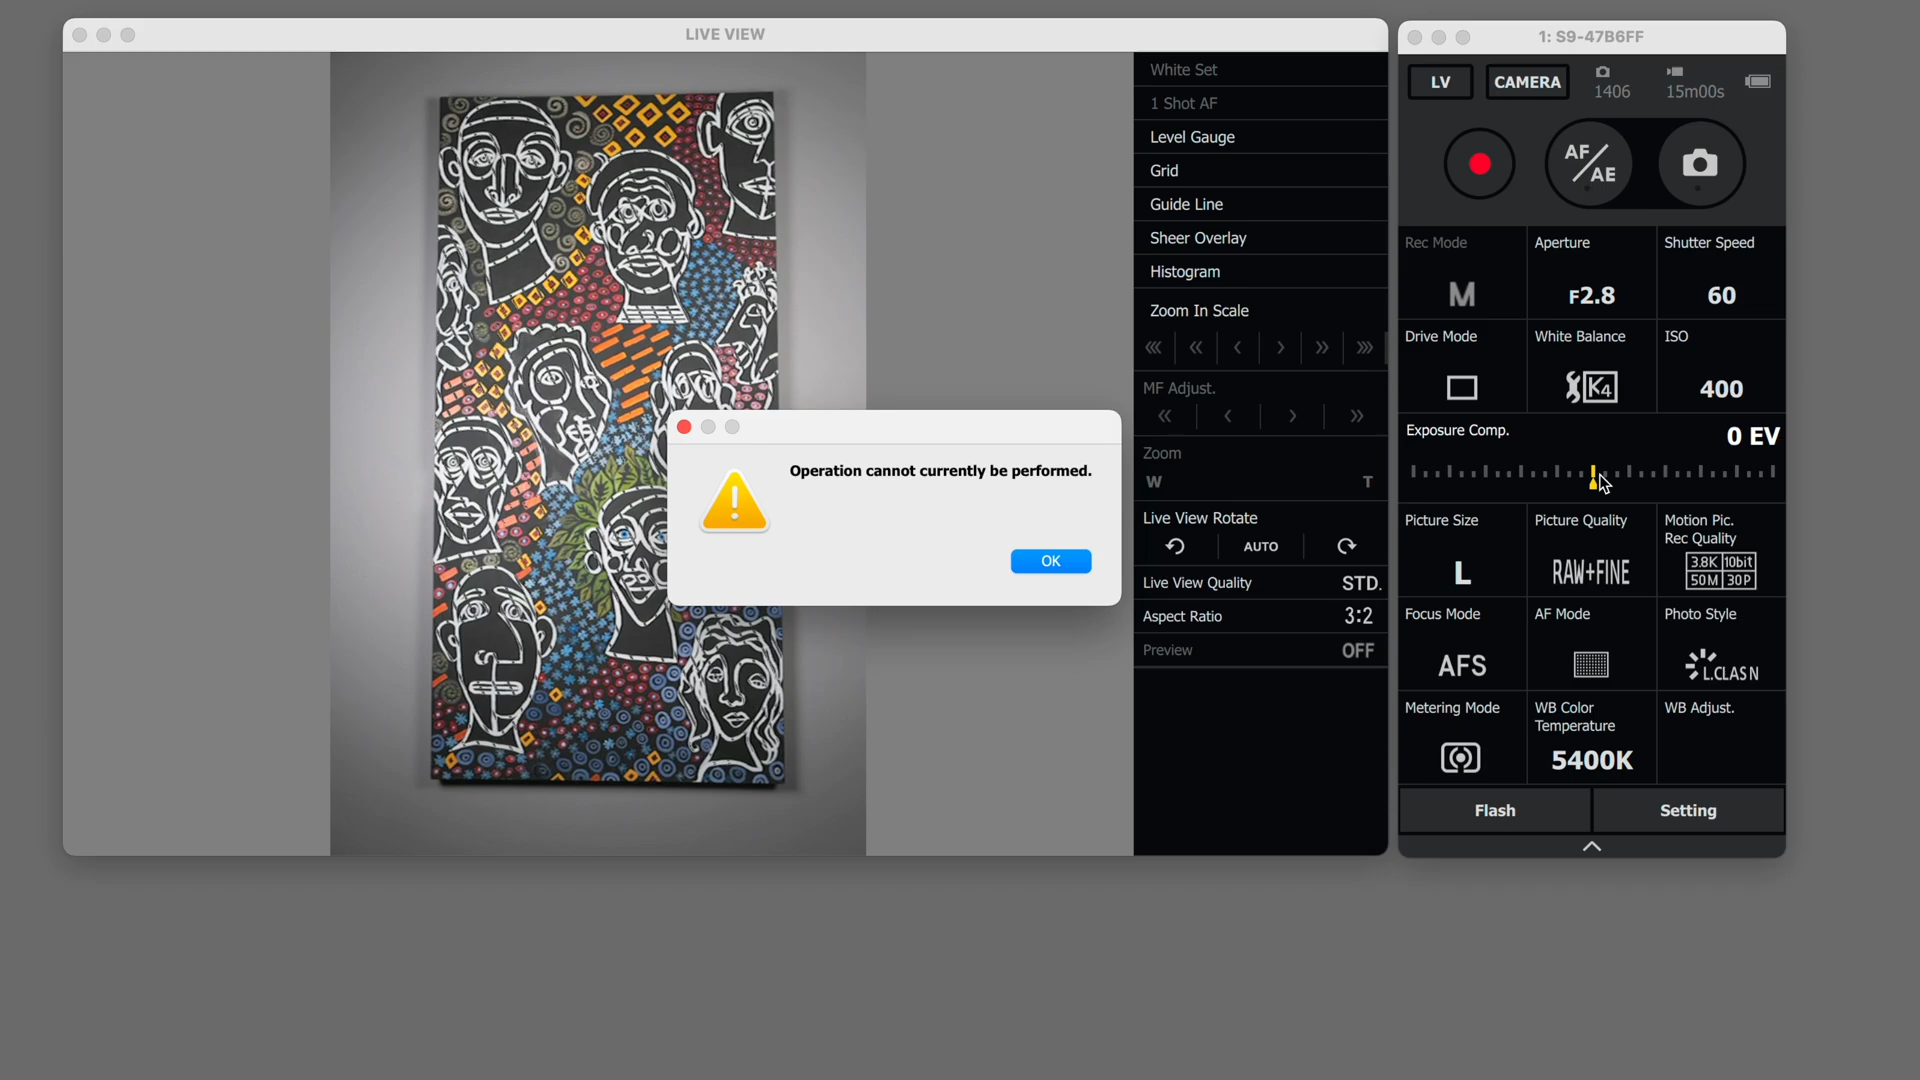 LIVE VIEW
White Set
1 Shot AF
Level Gauge
Grid
Guide Line
Sheer Overlay
Histogram
Zoom In Scale
MF Adjust.
Zoom
W T
Live View Rotate
AUTO
Live View Quality STD.
Aspect Ratio 3:2
Preview OFF
Operation cannot currently be performed.
OK
1: S9-47B6FF
LV CAMERA 1406 15m00s
AF/AE
Rec Mode Aperture Shutter Speed
M F2.8 60
Drive Mode White Balance ISO
K4 400
Exposure Comp. 0 EV
Picture Size Picture Quality Motion Pic.
Rec Quality
L RAW+FINE 3.8K 10bit
50M 30P
Focus Mode AF Mode Photo Style
AFS L.CLASN
Metering Mode WB Color
Temperature WB Adjust.
5400K
Flash Setting